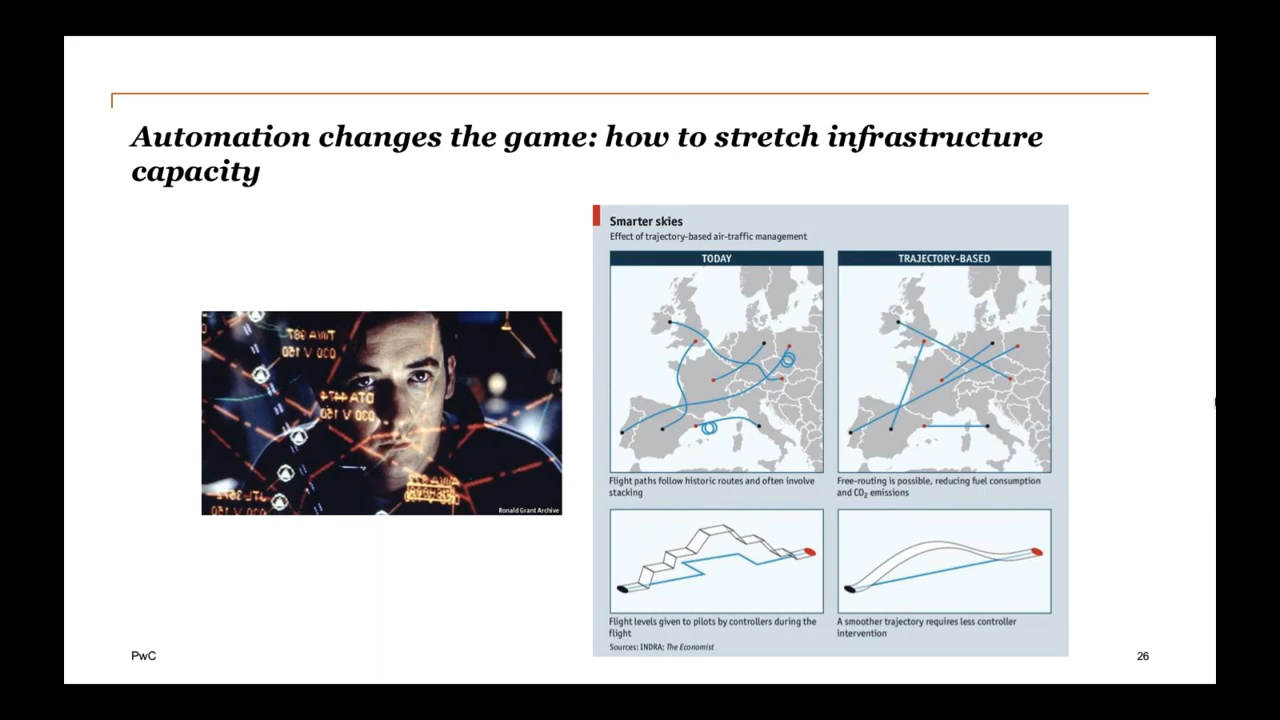 Automation changes the game: how to stretch infrastructure
capacity
Ronald Grant Archive
Smarter skies
Effect of trajectory-based air-traffic management
TODAY
TRAJECTORY-BASED
Flight paths follow historic routes and often involve
stacking
Free-routing is possible, reducing fuel consumption
and CO₂ emissions
Flight levels given to pilots by controllers during the
flight
A smoother trajectory requires less controller
intervention
Sources: INDRA; The Economist
PwC
26